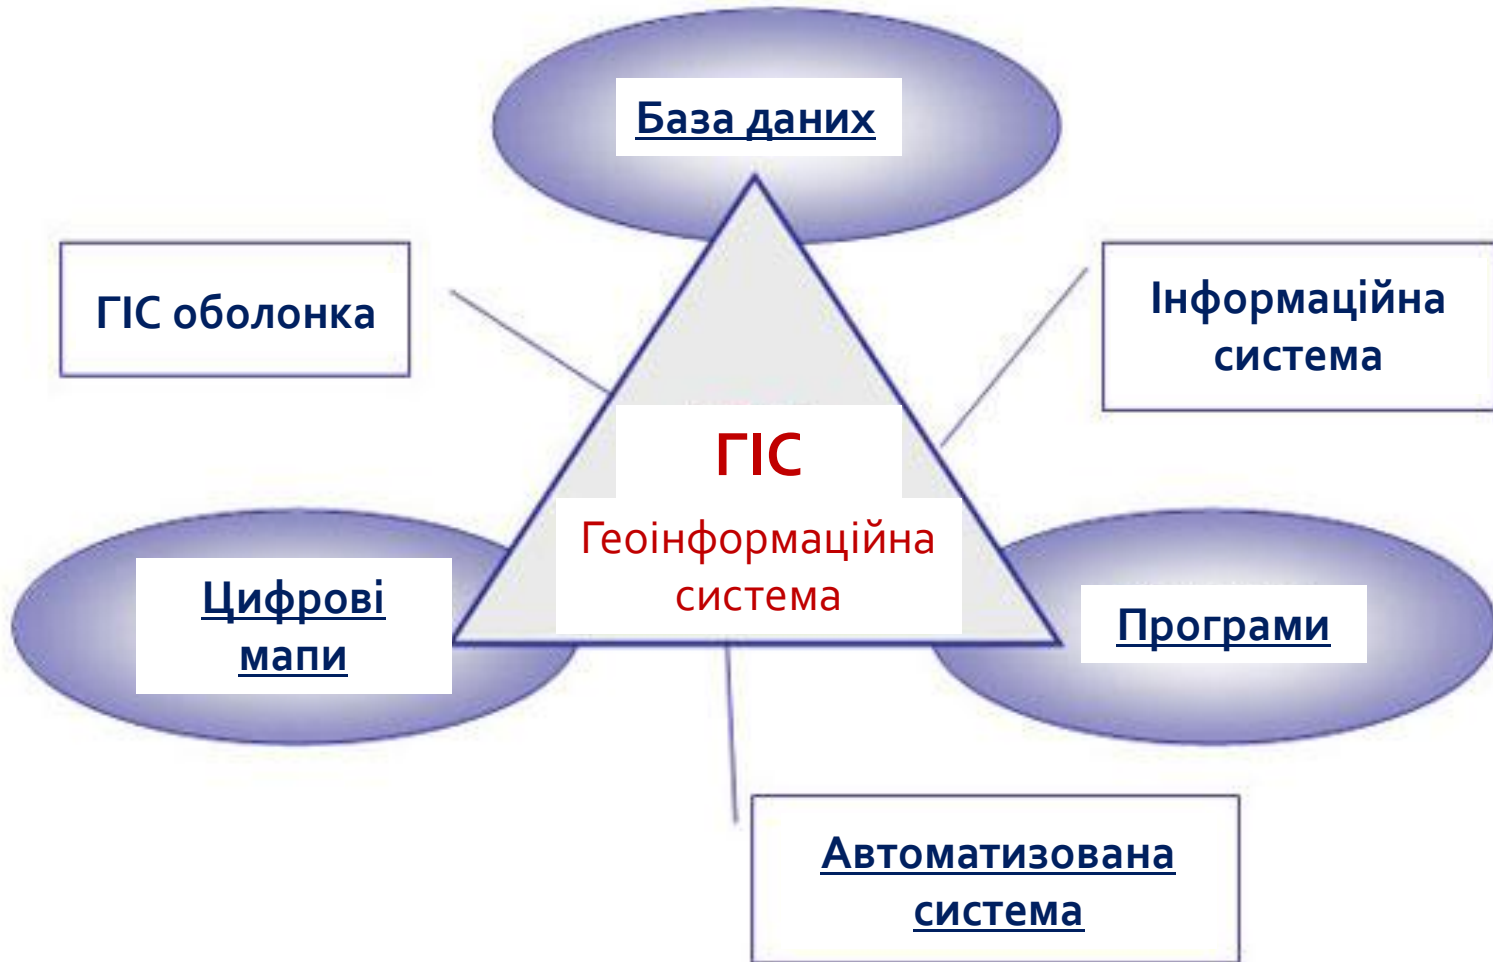 База даних
ГІС оболонка
Інформаційна
система
ГІС
Геоінформаційна
система
Цифрові
мапи
Програми
Автоматизована
система